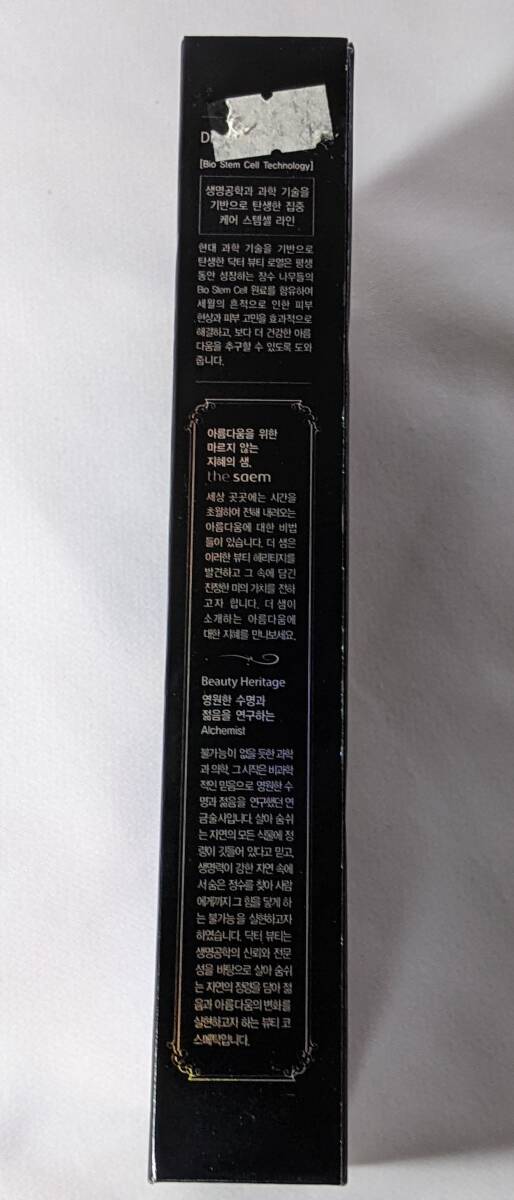 [Bio Stem Cell Technology]
생명공학과 과학 기술을
기반으로 탄생한 집중
케어 스템셀 라인
현대 과학 기술을 기반으로
탄생한 닥터 뷰티 로열은 평생
동안 성장하는 장수 나무들의
Bio Stem Cell 원료를 함유하여
세월의 흔적으로 인한 피부
현상과 피부 고민을 효과적으로
해결하고, 보다 더 건강한 아름
다움을 추구할 수 있도록 도와
줍니다.
아름다움을 위한
마르지 않는
지혜의 샘,
the saem
세상 곳곳에는 시간을
초월하여 전해 내려오는
아름다움에 대한 비법
들이 있습니다. 더 샘은
이러한 뷰티 헤리티지를
발견하고 그 속에 담긴
진정한 미의 가치를 전하
고자 합니다. 더 샘이
소개하는 아름다움에
대한 지혜를 만나보세요.
Beauty Heritage
영원한 수명과
젊음을 연구하는
Alchemist
불가능이 없을 듯한 과학
과 의학, 그 시작은 비과학
적인 믿음으로 영원한 수
명과 젊음을 연구했던 연
금술사입니다. 살아 숨쉬
는 자연의 모든 식물에 정
령이 깃들어 있다고 믿고,
생명력이 강한 자연 속에
서 숨은 정수를 찾아 사람
에게까지 그 힘을 닿게 하
는 불가능을 실현하고자
하였습니다. 닥터 뷰티는
생명공학의 신뢰와 전문
성을 바탕으로 살아 숨쉬
는 자연의 정령을 담아 젊
음과 아름다움의 변화를
실현하고자 하는 뷰티 코
스메틱입니다.